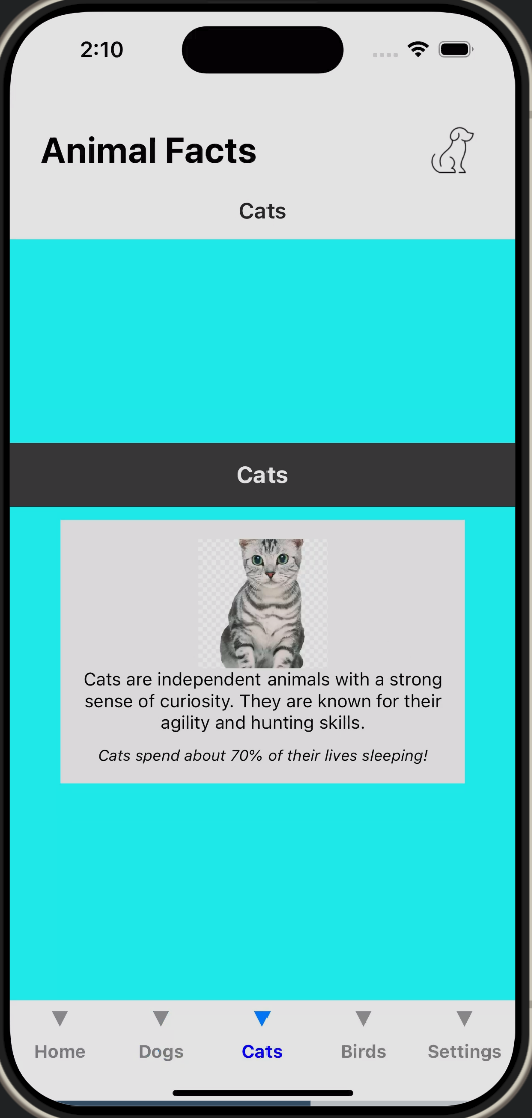 2:10
Animal Facts
Cats
Cats
Cats are independent animals with a strong
sense of curiosity. They are known for their
agility and hunting skills.
Cats spend about 70% of their lives sleeping!
Home Dogs Cats Birds Settings